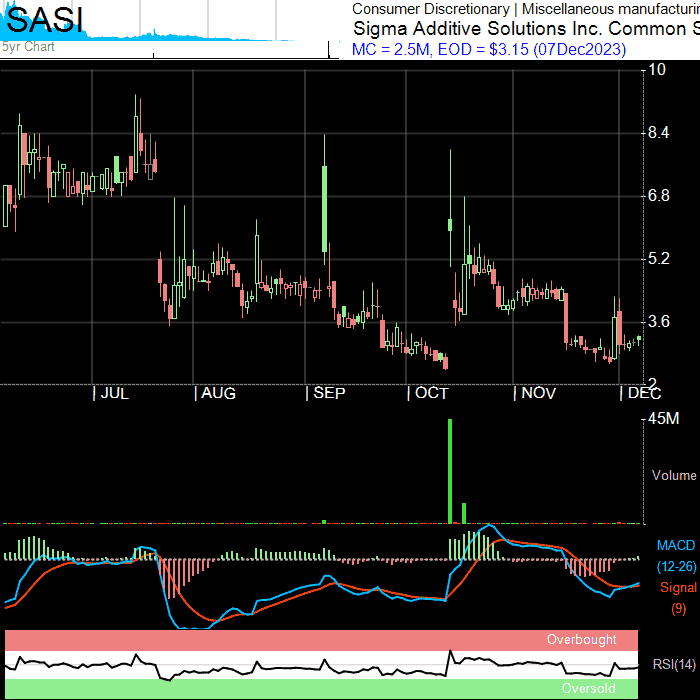 SASI
5yr Chart
Consumer Discretionary | Miscellaneous manufacturin
Sigma Additive Solutions Inc. Common S
MC = 2.5M, EOD = $3.15 (07Dec2023)
10
8.4
6.8
5.2
3.6
2
| JUL | AUG | SEP | OCT | NOV | DEC
45M
Volume
MACD
(12-26)
Signal
(9)
Overbought
RSI(14)
Oversold